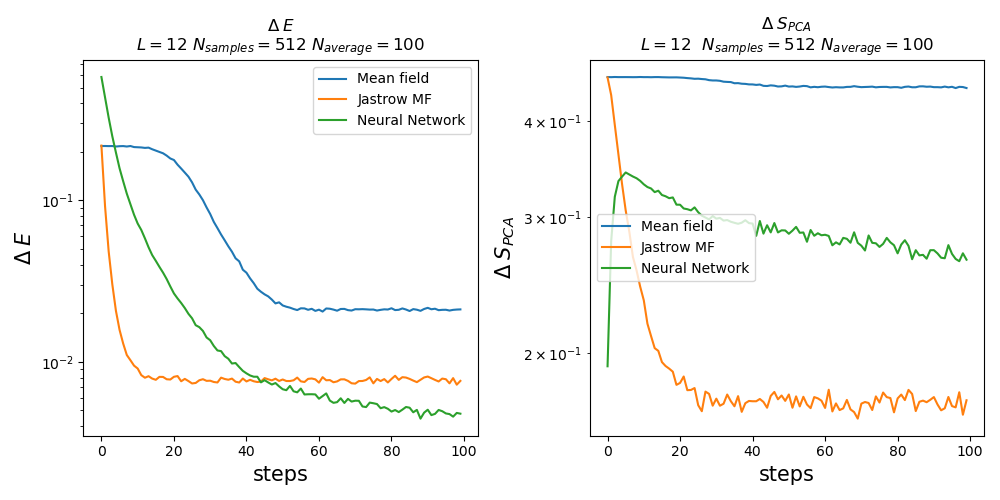 Δ E
L = 12 N_samples = 512 N_average = 100
Mean field
Jastrow MF
Neural Network
10⁻¹
10⁻²
Δ E
0 20 40 60 80 100
steps
Δ S_PCA
L = 12 N_samples = 512 N_average = 100
4 × 10⁻¹
3 × 10⁻¹
2 × 10⁻¹
Δ S_PCA
Mean field
Jastrow MF
Neural Network
0 20 40 60 80 100
steps